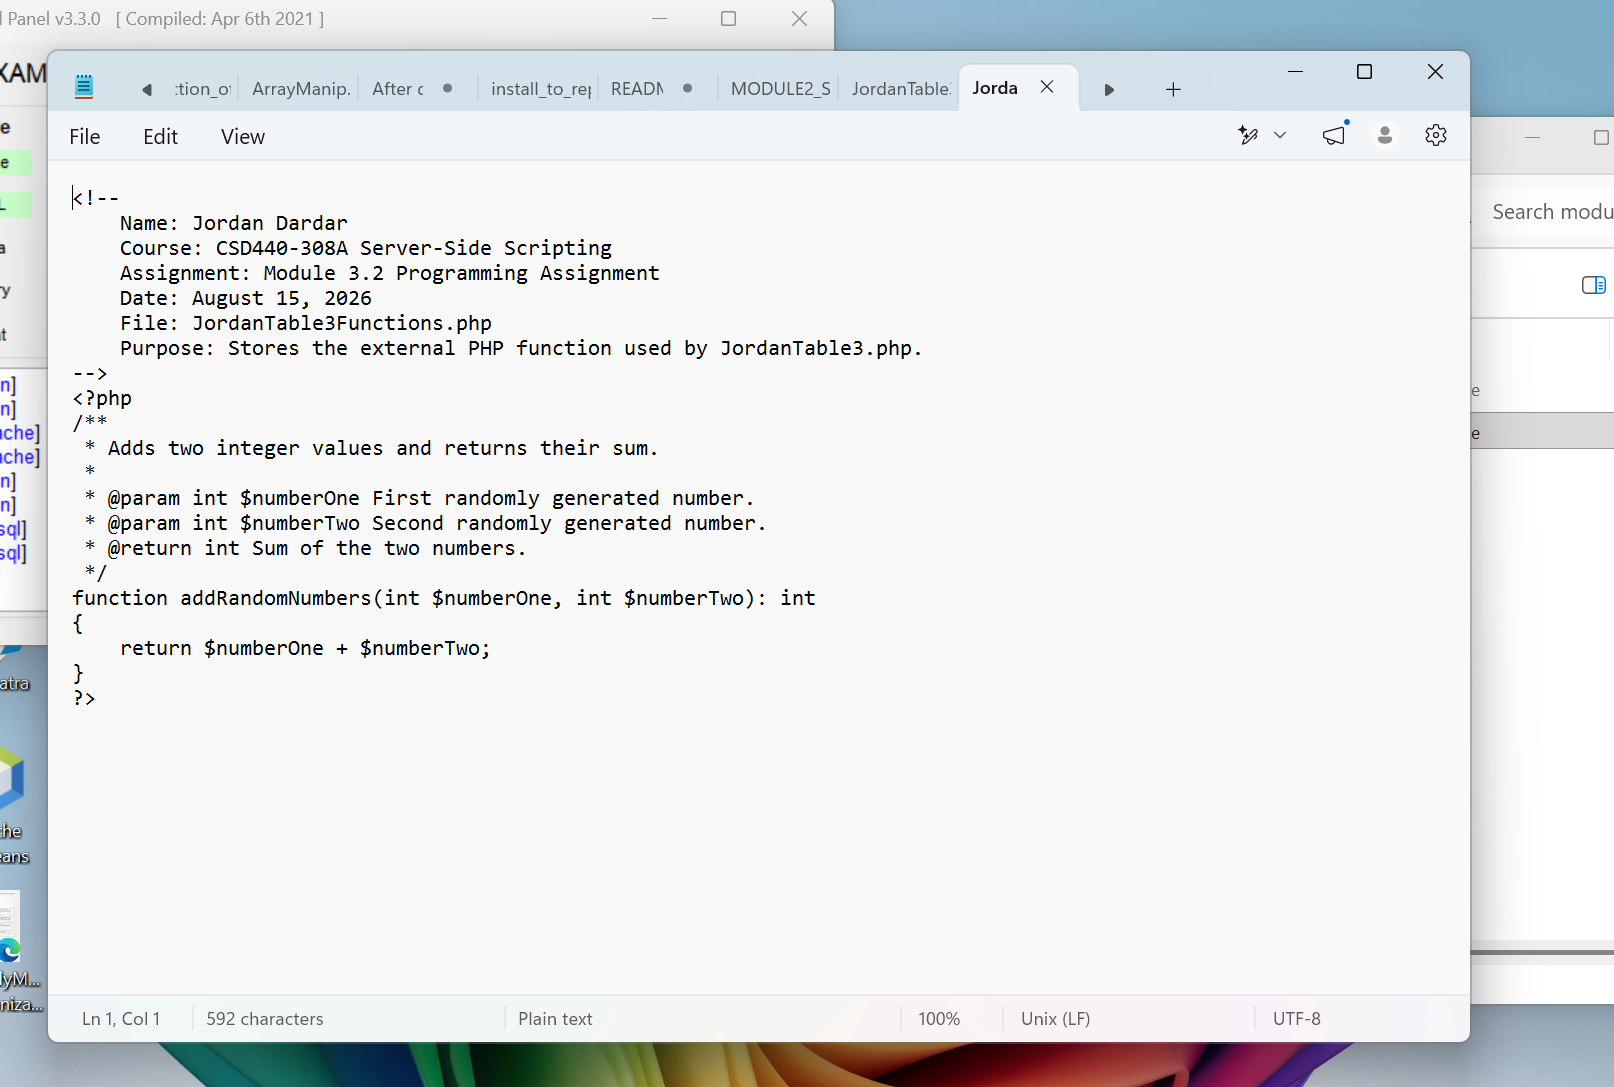 Panel v3.3.0 [ Compiled: Apr 6th 2021 ]
ArrayManip.
After
MODULE2_S
JordanTable
Jorda
File
Edit
View
Search modu
<!--
Name: Jordan Dardar
Course: CSD440-308A Server-Side Scripting
Assignment: Module 3.2 Programming Assignment
Date: August 15, 2026
File: JordanTable3Functions.php
Purpose: Stores the external PHP function used by JordanTable3.php.
-->
<?php
/**
* Adds two integer values and returns their sum.
*
* @param int $numberOne First randomly generated number.
* @param int $numberTwo Second randomly generated number.
* @return int Sum of the two numbers.
*/
function addRandomNumbers(int $numberOne, int $numberTwo): int
{
return $numberOne + $numberTwo;
}
?>
Ln 1, Col 1
592 characters
Plain text
100%
Unix (LF)
UTF-8